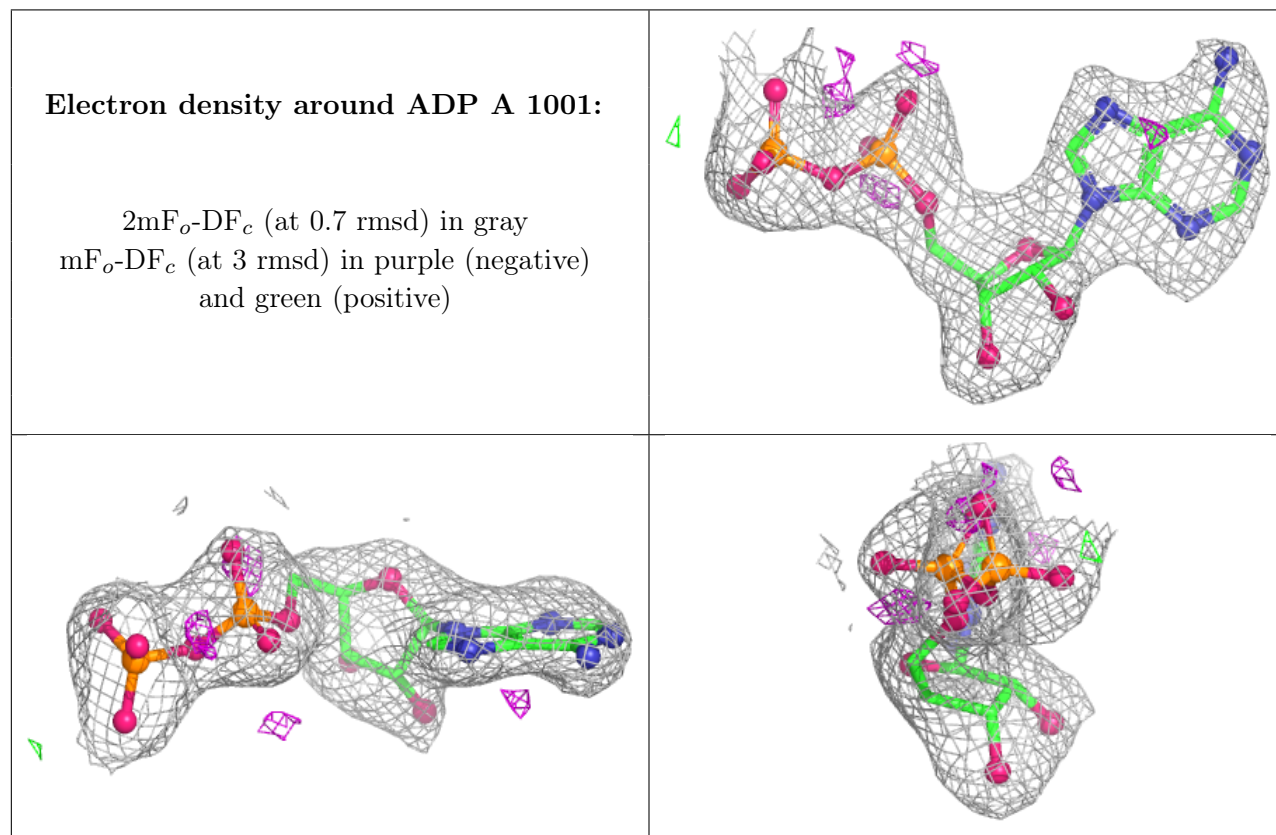 Electron density around ADP A 1001:
2mFo-DFc (at 0.7 rmsd) in gray
mFo-DFc (at 3 rmsd) in purple (negative)
and green (positive)